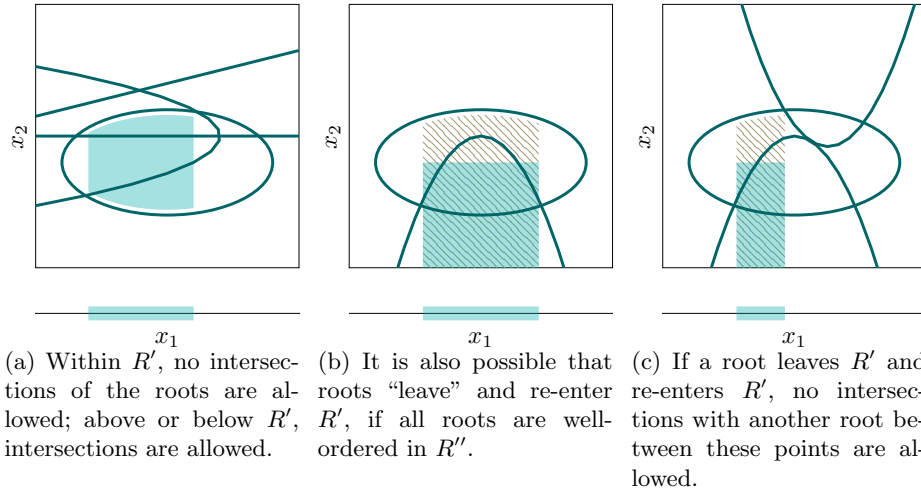 x2
x2
x2
x1
x1
x1
(a) Within R′, no intersec-
tions of the roots are al-
lowed; above or below R′,
intersections are allowed.
(b) It is also possible that
roots “leave” and re-enter
R′, if all roots are well-
ordered in R′′.
(c) If a root leaves R′ and
re-enters R′, no intersec-
tions with another root be-
tween these points are al-
lowed.